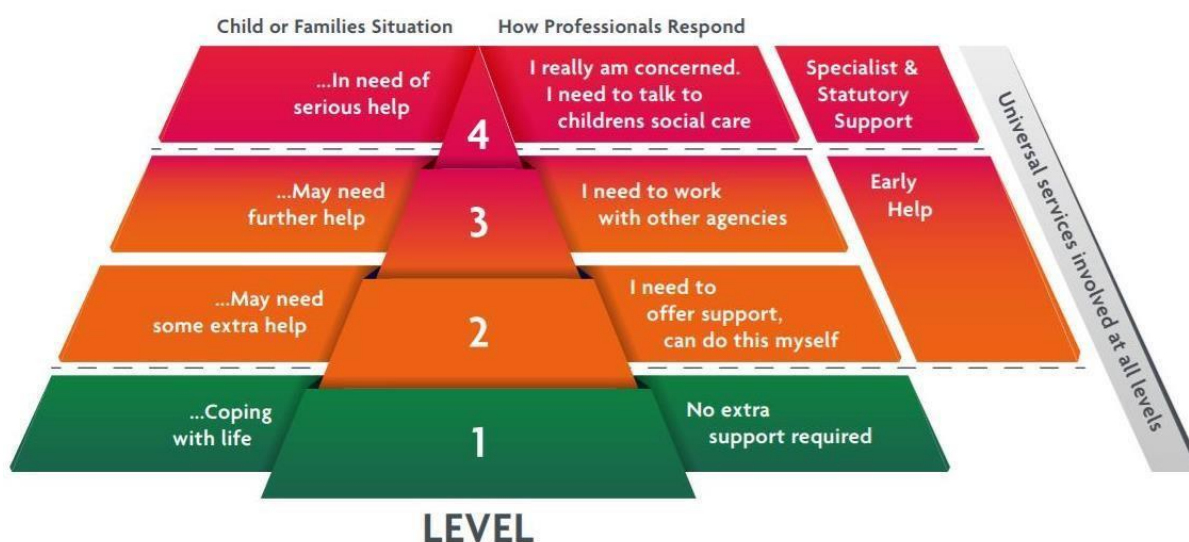 Child or Families Situation
How Professionals Respond
...In need of
serious help
4
I really am concerned.
I need to talk to
childrens social care
Specialist &
Statutory
Support
...May need
further help
3
I need to work
with other agencies
Early
Help
...May need
some extra help
2
I need to
offer support,
can do this myself
...Coping
with life
1
No extra
support required
Universal services involved at all levels
LEVEL